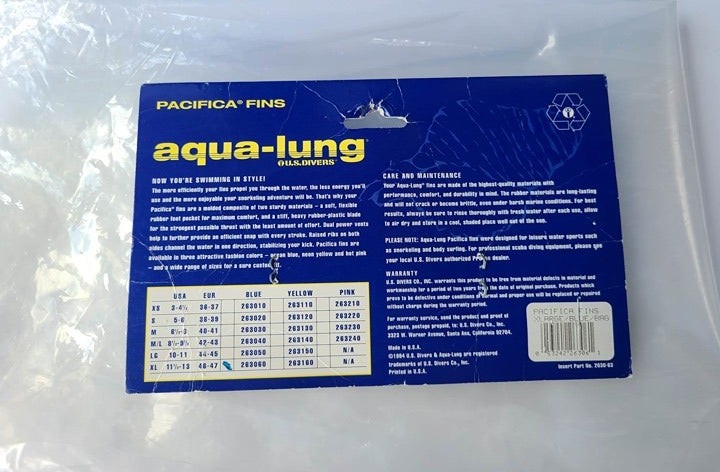 PACIFICA® FINS
aqua-lung
U.S.DIVERS
NOW YOU'RE SWIMMING IN STYLE!
The more efficiently your fins propel you through the water, the less energy you'll
use and the more enjoyable your snorkeling adventure will be. That's why your
Pacifica® fins are a molded composite of two sturdy materials – a soft, flexible
rubber foot pocket for maximum comfort, and a stiff, heavy rubber-plastic blade
for the strongest possible thrust with the least amount of effort. Dual power vents
help to further provide an efficient snap with every stroke. Raised ribs on both
sides channel the water in one direction, stabilizing your kick. Pacifica fins are
available in three attractive fashion colors – blue, neon yellow and hot pink
– and a wide range of sizes for a sure
USA EUR BLUE YELLOW PINK
XS 3-4½ 36-37 263010 263110 263210
S 5-6 38-39 263020 263120 263220
M 40-41 263030 263130 263230
M/L 42-43 263040 263140 263240
LG 10-11 44-45 263050 263150 N/A
XL 11½-13 46-47 263060 263160 N/A
CARE AND MAINTENANCE
Your Aqua-Lung® fins are made of the highest-quality materials with
performance, comfort, and durability in mind. The rubber materials are long-lasting
and will not crack or become brittle, even under harsh marine conditions. For best
results, always be sure to rinse thoroughly with fresh water after each use, allow
to air dry and store in a cool, shaded place well out of the sun.
PLEASE NOTE: Aqua-Lung Pacifica fins were designed for leisure water sports such
as snorkeling and body surfing. For professional scuba diving equipment, please see
your local U.S. Divers authorized dealer.
WARRANTY
U.S. DIVERS CO., INC. warrants this product to be free from material defects in material and
workmanship for a period of two years from the date of original purchase. Products which
prove to be defective under conditions of normal and proper use will be replaced or repaired
without charge during the warranty period.
For warranty service, send the product and proof of
purchase, postage prepaid, to: U.S. Divers Co., Inc.
3323 W. Warner Avenue, Santa Ana, California 92704.
Made in U.S.A.
©1994 U.S. Divers & Aqua-Lung are registered
trademarks of U.S. Divers Co., Inc.
Printed in U.S.A.
PACIFICA FINS
XLARGE/BLUE/BAG
Insert Part No. 2630-03